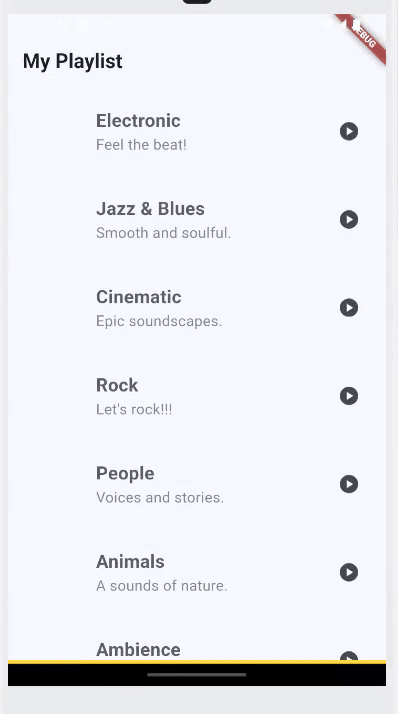 DEBUG
My Playlist
Electronic
Feel the beat!
Jazz & Blues
Smooth and soulful.
Cinematic
Epic soundscapes.
Rock
Let's rock!!!
People
Voices and stories.
Animals
A sounds of nature.
Ambience